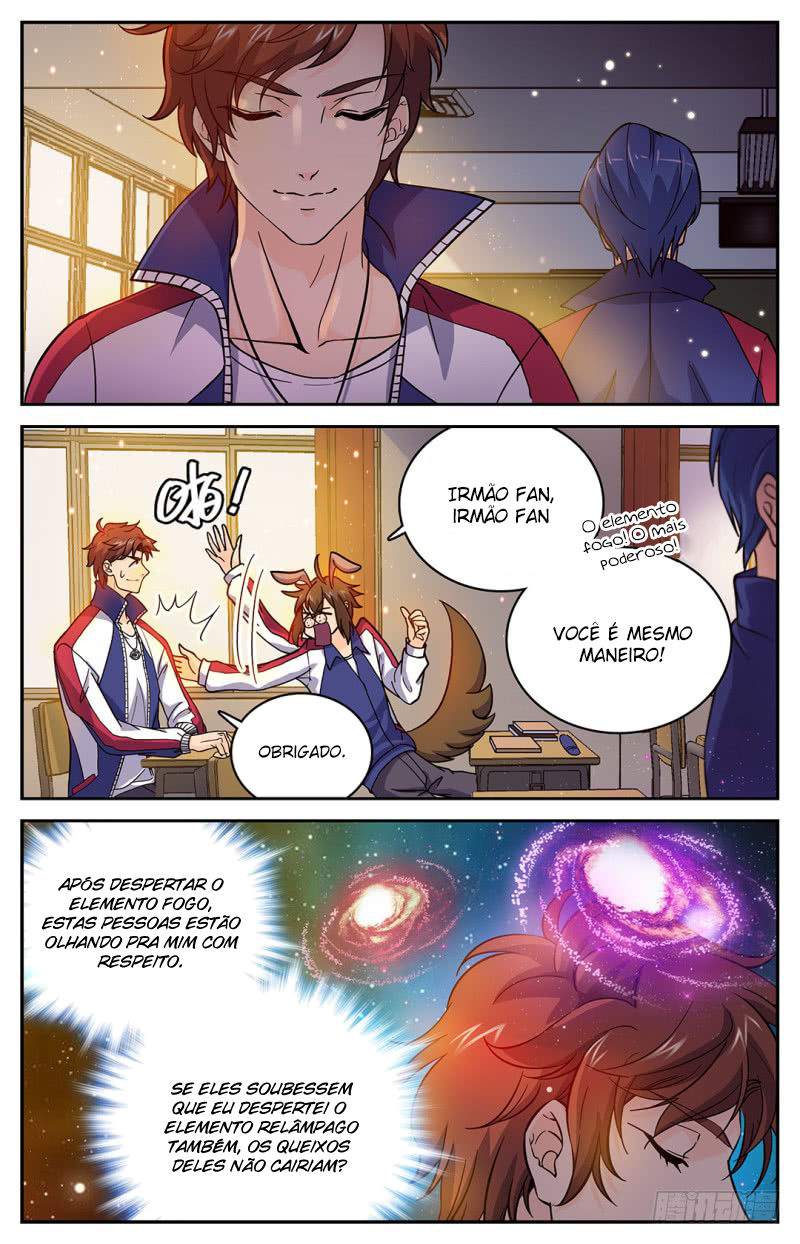 IRMÃO FAN,
IRMÃO FAN
O elemento
fogo! O mais
poderoso!
VOCÊ É MESMO
MANEIRO!
OBRIGADO.
APÓS DESPERTAR O
ELEMENTO FOGO,
ESTAS PESSOAS ESTÃO
OLHANDO PRA MIM COM
RESPEITO.
SE ELES SOUBESSEM
QUE EU DESPERTEI O
ELEMENTO RELÂMPAGO
TAMBÉM, OS QUEIXOS
DELES NÃO CAIRIAM?